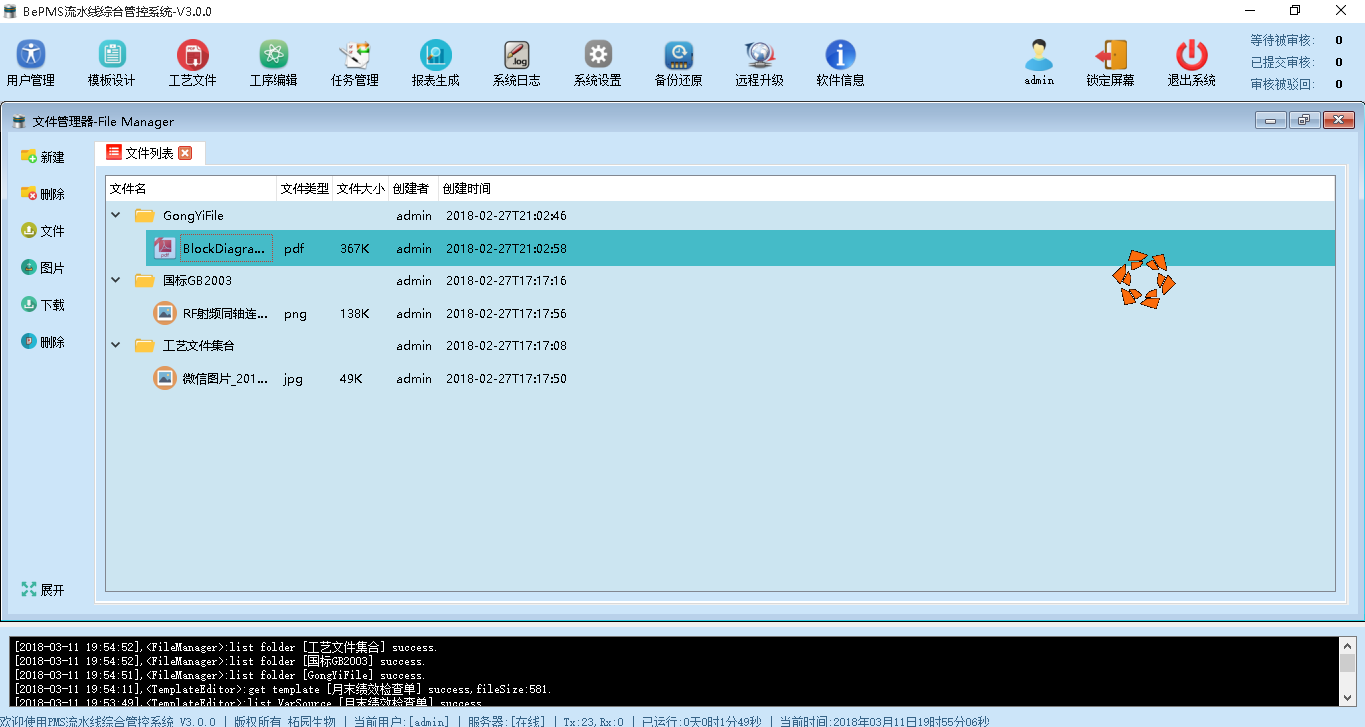 BePMS流水线综合管控系统-V3.0.0
用户管理 模板设计 工艺文件 工序编辑 任务管理 报表生成 系统日志 系统设置 备份还原 远程升级 软件信息 admin 锁定屏幕 退出系统
.log
等待被审核: 0
已提交审核: 0
审核被驳回: 0
文件管理器-File Manager
新建
删除
文件
图片
下载
删除
展开
文件列表
文件名 文件类型 文件大小 创建者 创建时间
GongYiFile admin 2018-02-27T21:02:46
BlockDiagra... pdf 367K admin 2018-02-27T21:02:58
国标GB2003 admin 2018-02-27T17:17:16
RF射频同轴连... png 138K admin 2018-02-27T17:17:56
工艺文件集合 admin 2018-02-27T17:17:08
微信图片_201... jpg 49K admin 2018-02-27T17:17:50
[2018-03-11 19:54:52],<FileManager>:list folder [工艺文件集合] success.
[2018-03-11 19:54:52],<FileManager>:list folder [国标GB2003] success.
[2018-03-11 19:54:51],<FileManager>:list folder [GongYiFile] success.
[2018-03-11 19:54:11],<TemplateEditor>:get template [月末绩效检查单] success,fileSize:581.
[2018-03-11 19:53:49],<TemplateEditor>:list VarSource [月末绩效检查单] success
欢迎使用PMS流水线综合管控系统 V3.0.0 | 版权所有 拓园生物 | 当前用户:[admin] | 服务器:[在线] | Tx:23,Rx:0 | 已运行:0天0时1分49秒 | 当前时间:2018年03月11日19时55分06秒